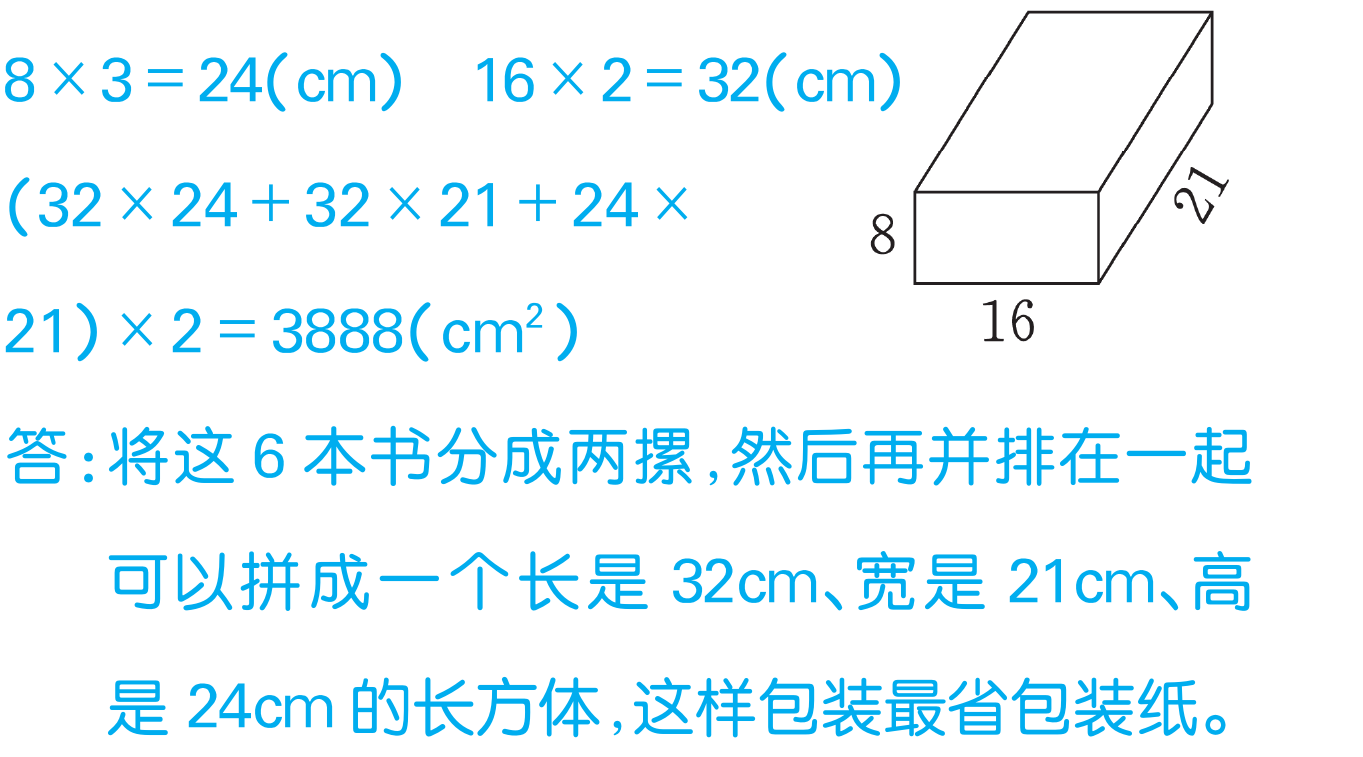 8×3=24(cm) 16×2=32(cm)
(32×24+32×21+24×
21)×2=3888(cm²)
8
21
16
答:将这6本书分成两摞,然后再并排在一起
可以拼成一个长是32cm、宽是21cm、高
是24cm的长方体,这样包装最省包装纸。